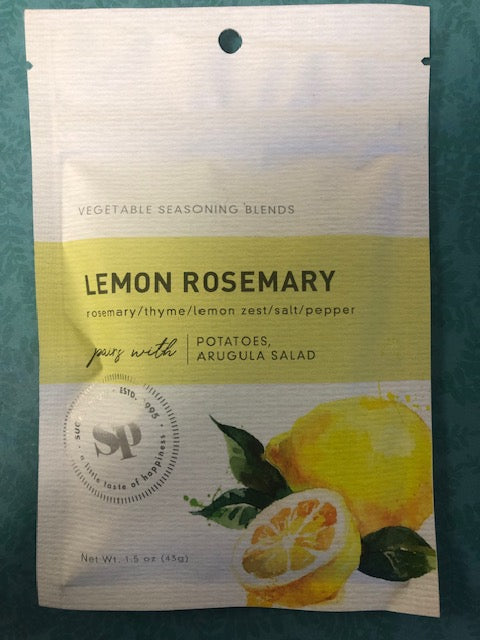 VEGETABLE SEASONING BLENDS
LEMON ROSEMARY
rosemary/thyme/lemon zest/salt/pepper
pairs with
POTATOES,
ARUGULA SALAD
ESTD.
SP
a little taste of happiness
Net Wt. 1.5 oz (43g)